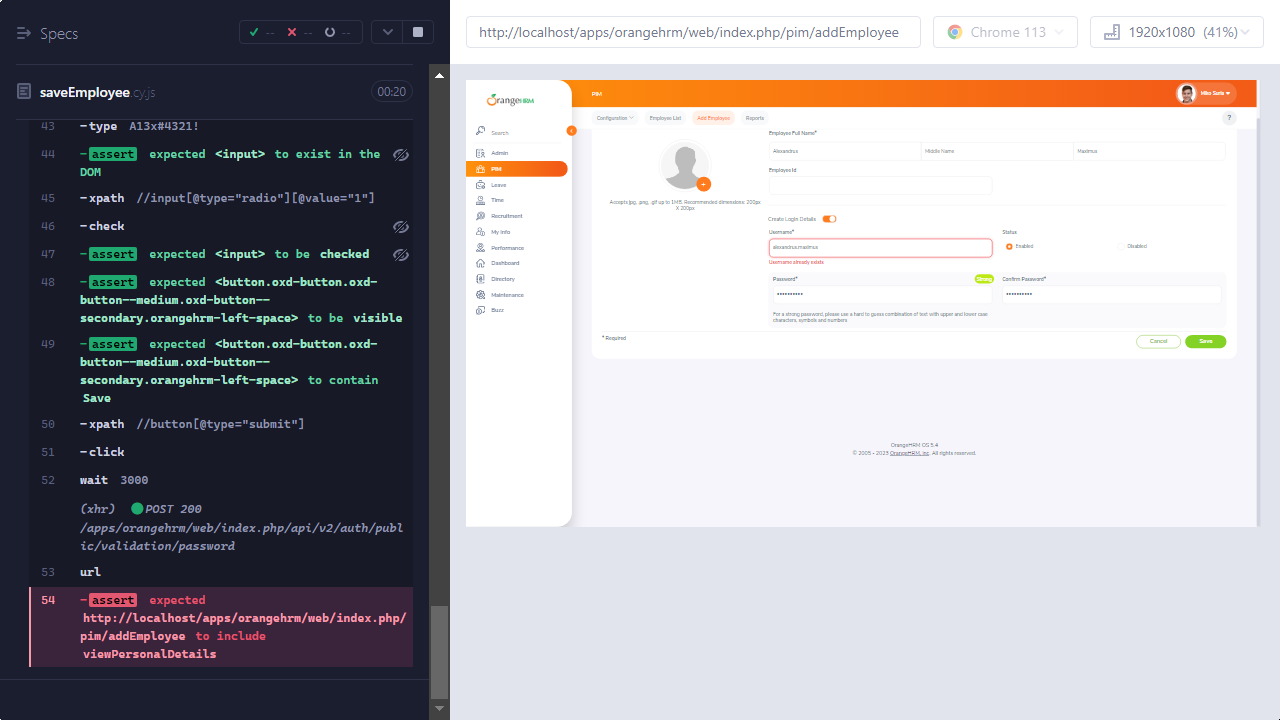 Specs
-- -- --
saveEmployee.cy.js
00:20
43 -type A13x#4321!
44 -assert expected <input> to exist in the
DOM
45 -xpath //input[@type="radio"][@value="1"]
46 -check
47 -assert expected <input> to be checked
48 -assert expected <button.oxd-button.oxd-
button--medium.oxd-button--
secondary.orangehrm-left-space> to be visible
49 -assert expected <button.oxd-button.oxd-
button--medium.oxd-button--
secondary.orangehrm-left-space> to contain
Save
50 -xpath //button[@type="submit"]
51 -click
52 wait 3000
(xhr) POST 200
/apps/orangehrm/web/index.php/api/v2/auth/publ
ic/validation/password
53 url
54 -assert expected
http://localhost/apps/orangehrm/web/index.php/
pim/addEmployee to include
viewPersonalDetails
http://localhost/apps/orangehrm/web/index.php/pim/addEmployee
Chrome 113
1920x1080 (41%)
OrangeHRM
Search
Admin
PIM
Leave
Time
Recruitment
My Info
Performance
Dashboard
Directory
Maintenance
Buzz
PIM
Configuration Employee List Add Employee Reports
?
Employee Full Name*
Alexandrus Middle Name Maximus
Employee Id
Accepts jpg, .png, .gif up to 1MB. Recommended dimensions: 200px
X 200px
Create Login Details
Username* Status
alexandrus.maximus Enabled Disabled
Username already exists
Password* Strong Confirm Password*
•••••••••• ••••••••••
For a strong password, please use a hard to guess combination of text with upper and lower case
characters, symbols and numbers
* Required
Cancel Save
OrangeHRM OS 5.4
© 2005 - 2023 OrangeHRM, Inc. All rights reserved.